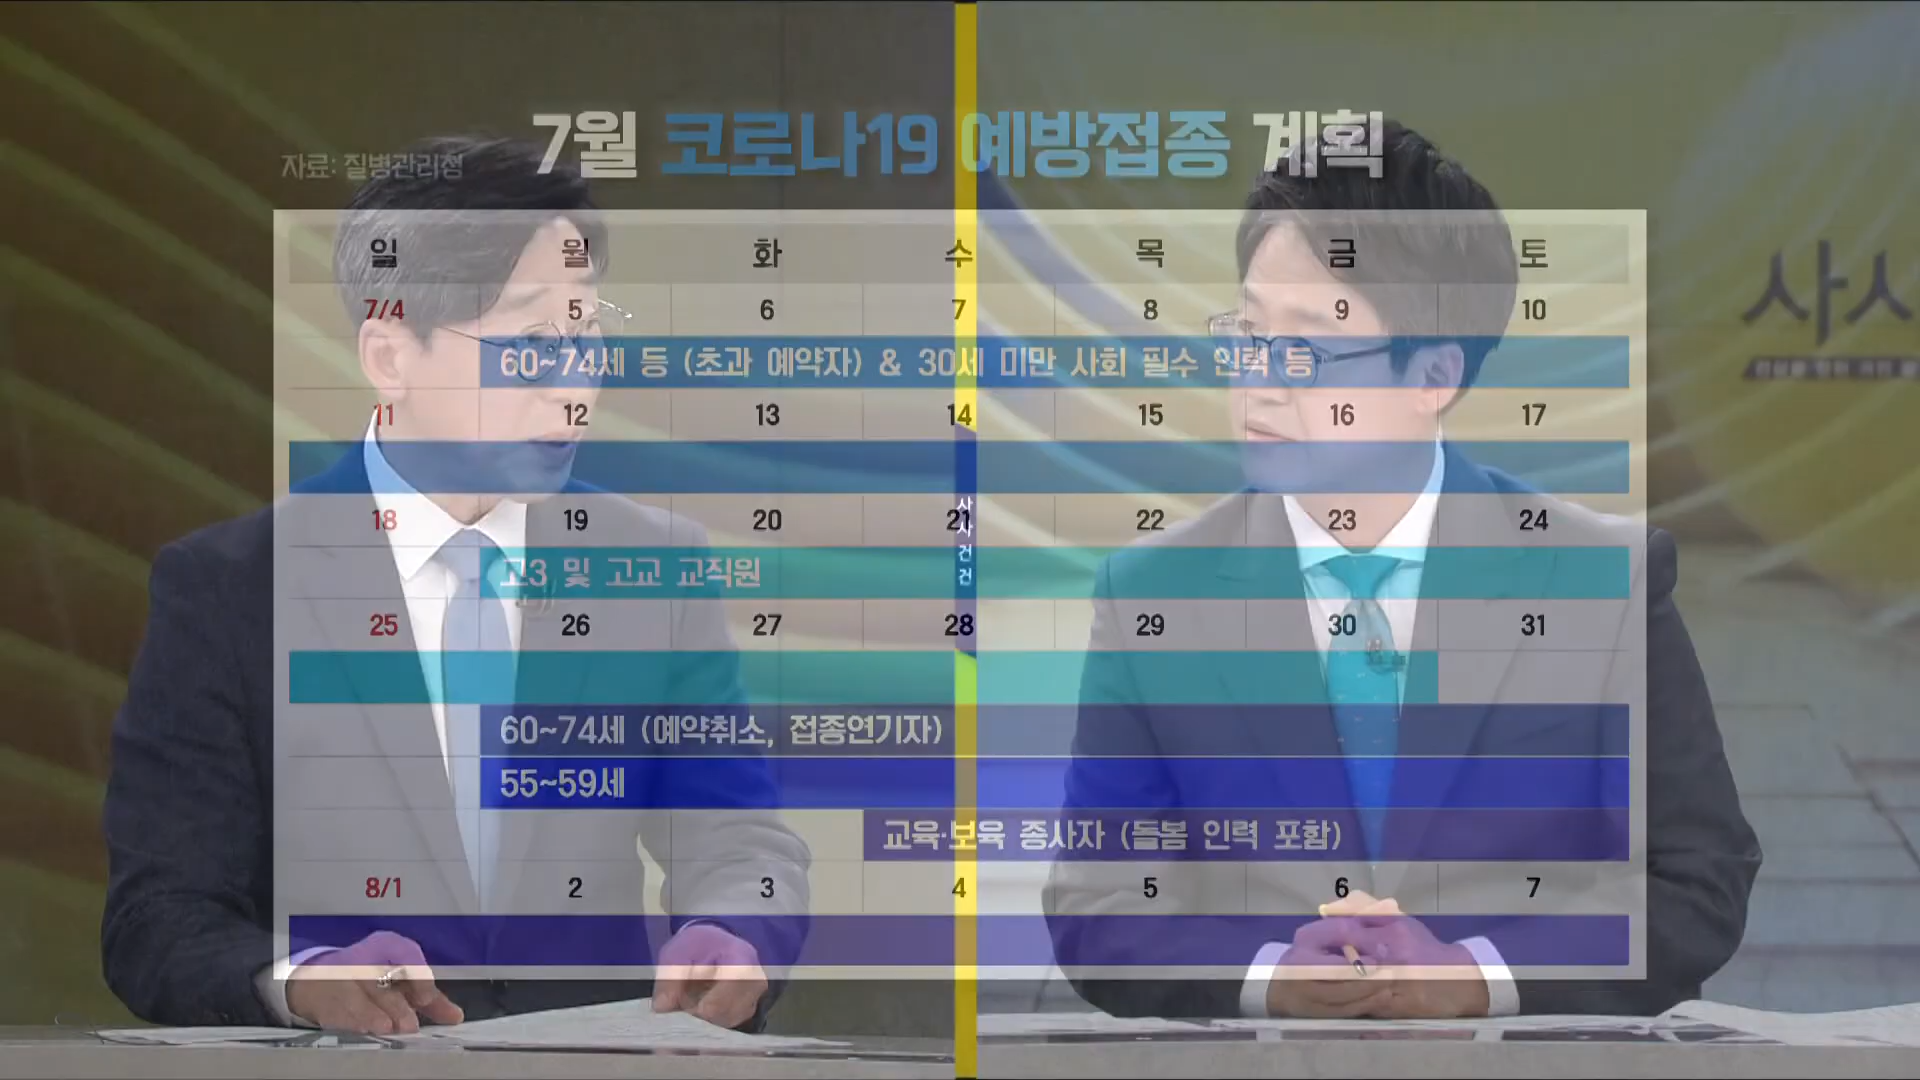 7월 코로나19 예방접종 계획
자료: 질병관리청
일 월 화 수 목 금 토
7/4 5 6 7 8 9 10
60~74세 등 (초과 예약자) & 30세 미만 사회 필수 인력 등
11 12 13 14 15 16 17
18 19 20 21 22 23 24
고3 및 고교 교직원
25 26 27 28 29 30 31
60~74세 (예약취소, 접종연기자)
55~59세
교육·보육 종사자 (돌봄 인력 포함)
8/1 2 3 4 5 6 7
사사건건
사사